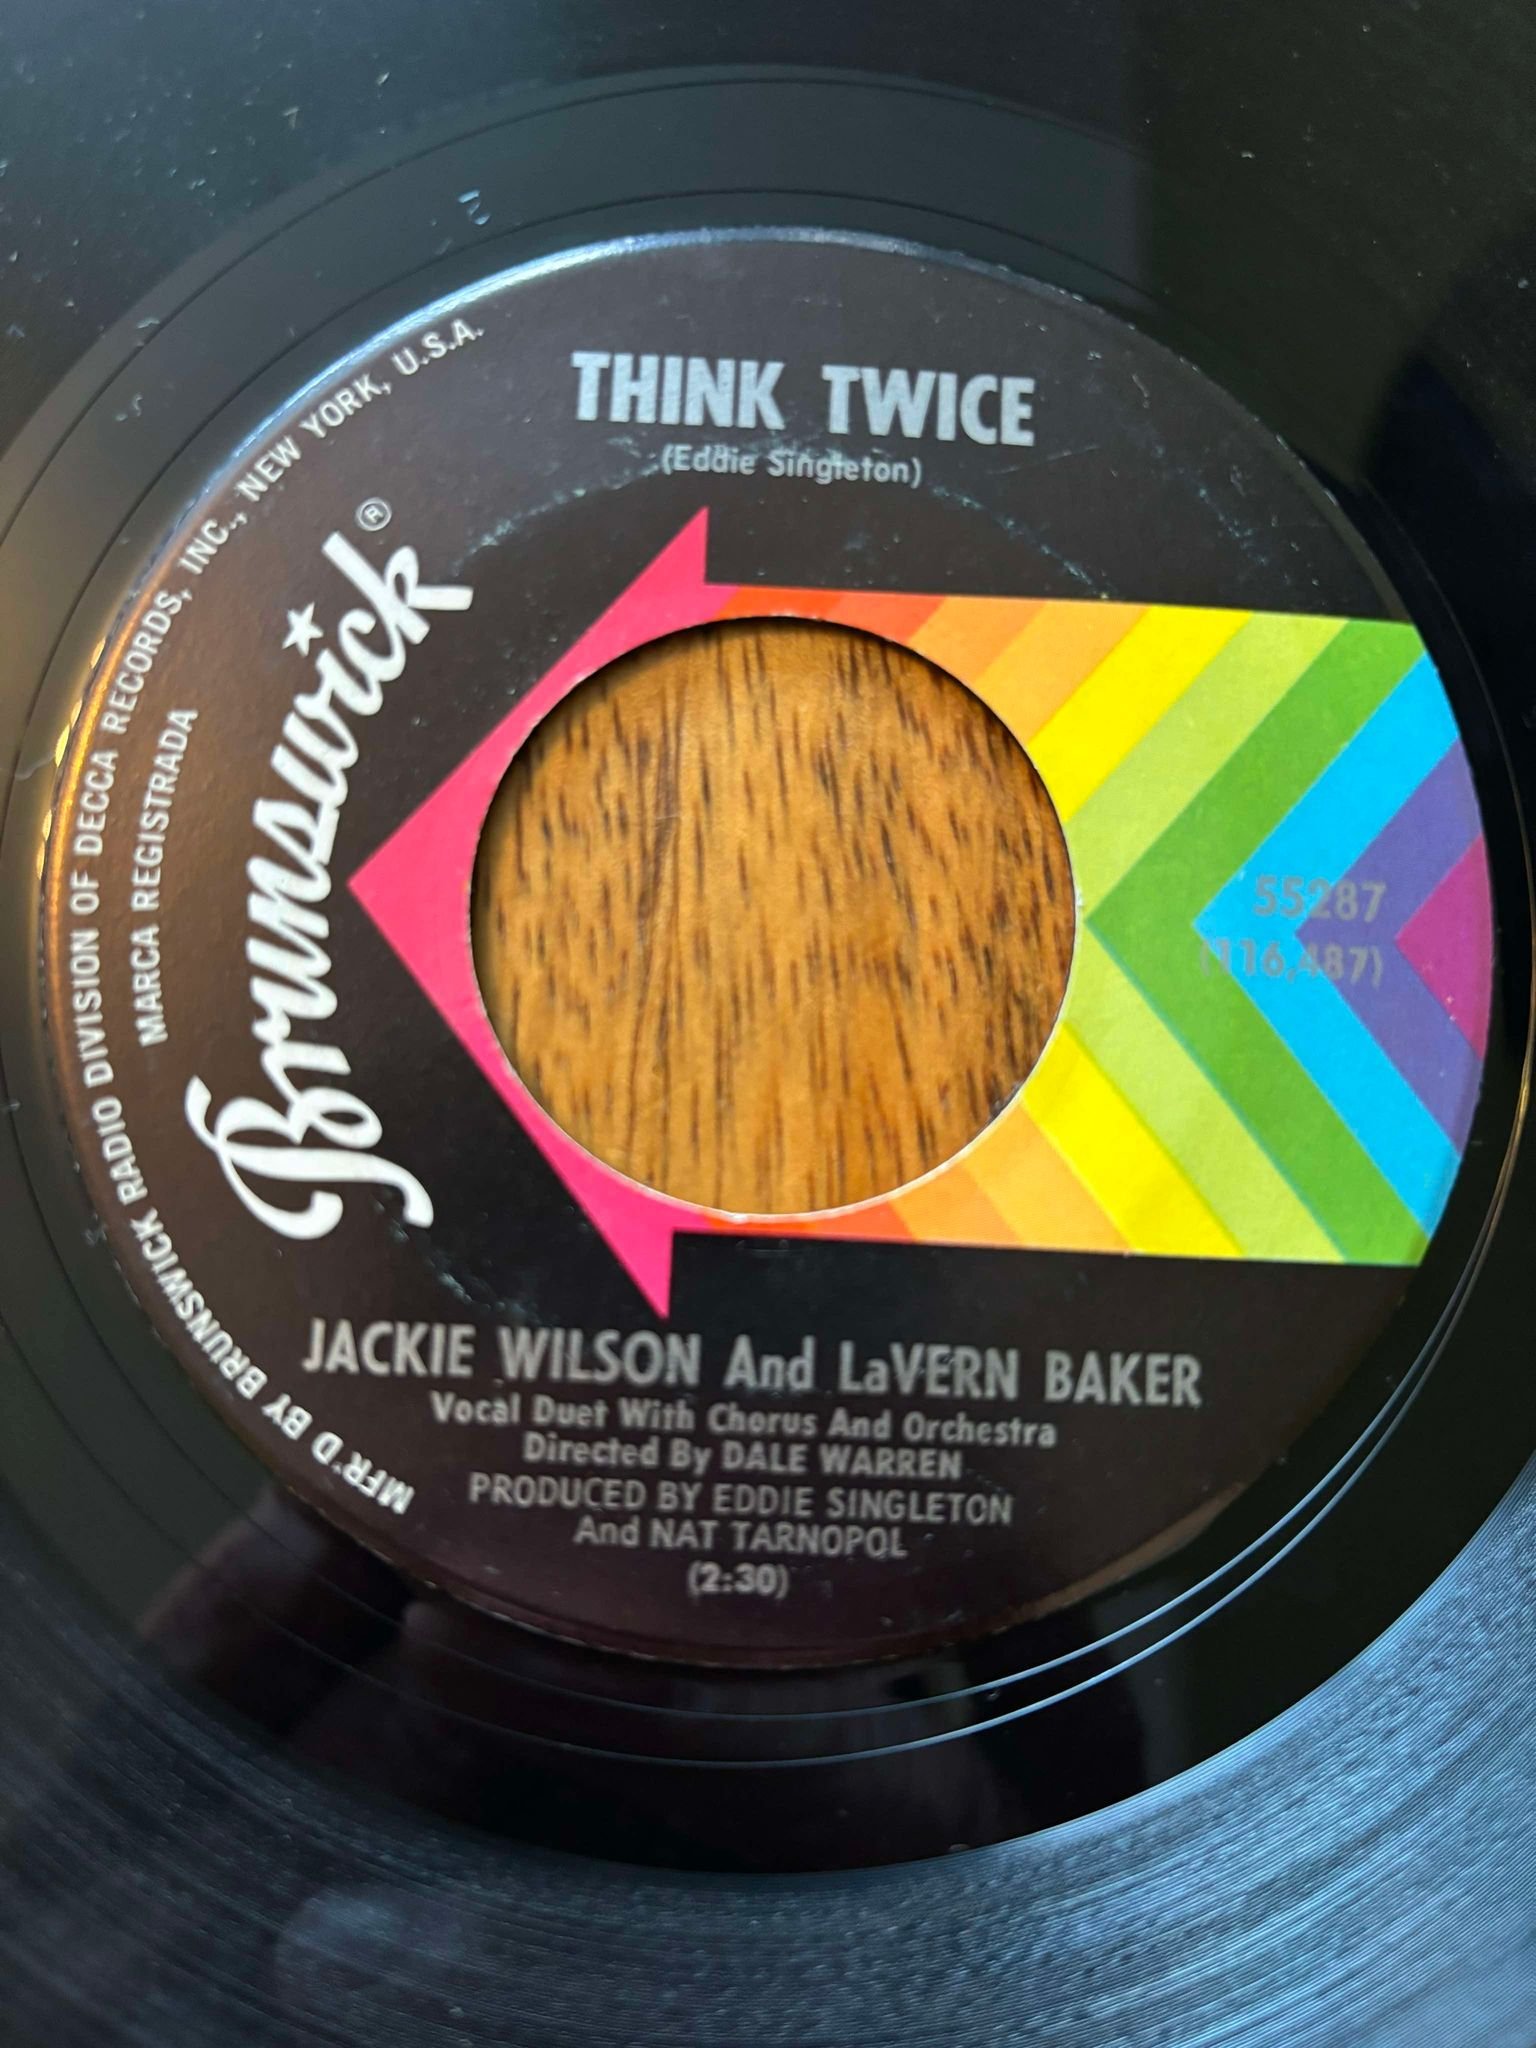 THINK TWICE
(Eddie Singleton)
Brunswick®
MFR'D BY BRUNSWICK RADIO DIVISION OF DECCA RECORDS, INC., NEW YORK, U.S.A.
MARCA REGISTRADA
55287
(116,487)
JACKIE WILSON And LaVERN BAKER
Vocal Duet With Chorus And Orchestra
Directed By DALE WARREN
PRODUCED BY EDDIE SINGLETON
And NAT TARNOPOL
(2:30)